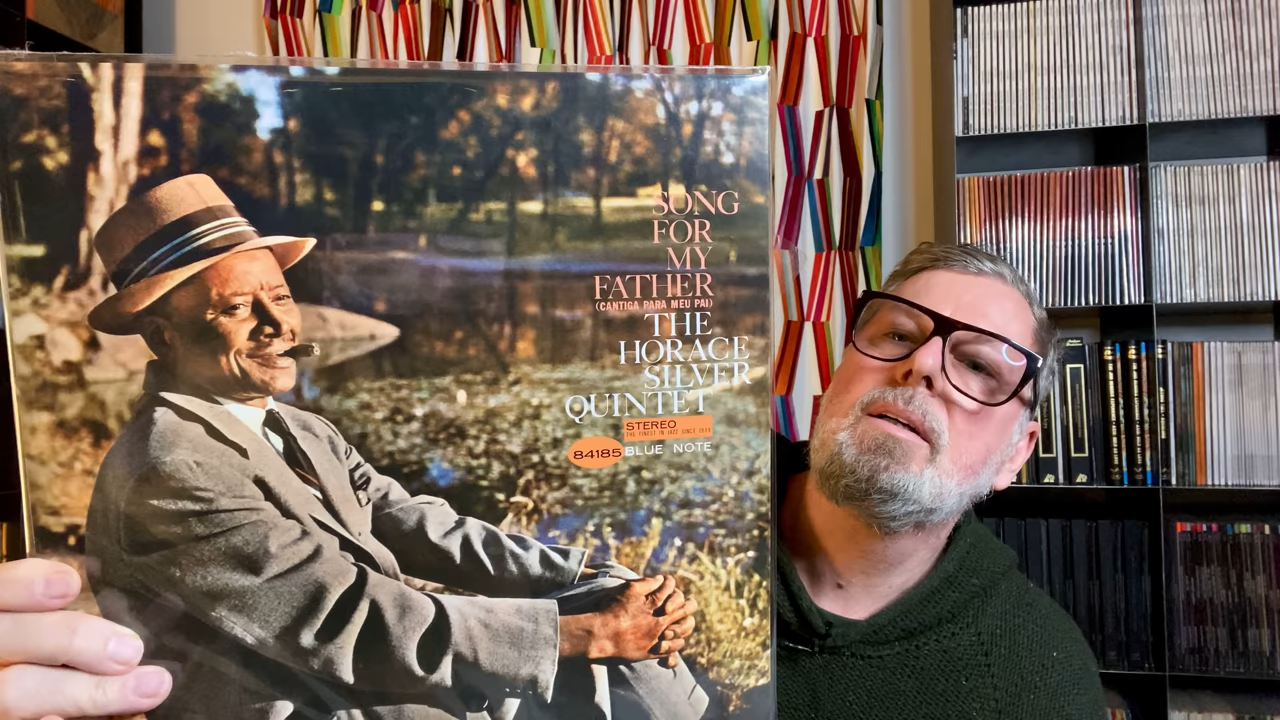 SONG
FOR
MY
FATHER
(CANTIGA PARA MEU PAI)
THE
HORACE
SILVER
QUINTET
STEREO
THE FINEST IN JAZZ SINCE 1939
84185 BLUE NOTE